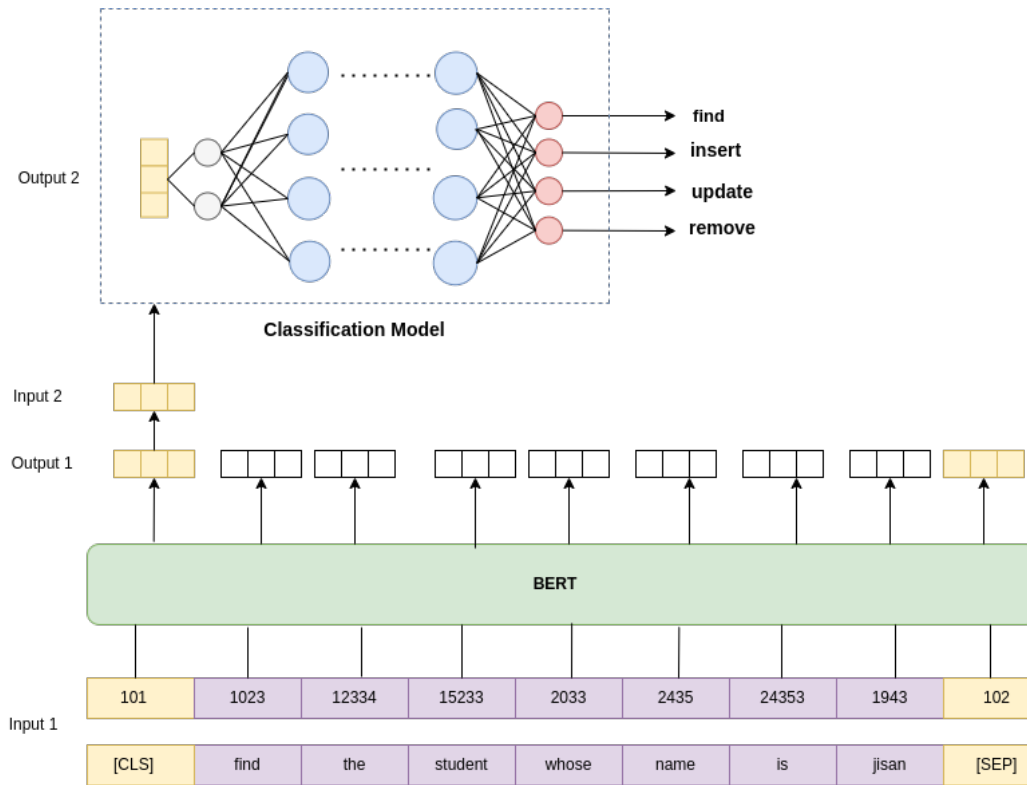 find
insert
Output 2
update
remove
Classification Model
Input 2
Output 1
BERT
101 1023 12334 15233 2033 2435 24353 1943 102
Input 1
[CLS] find the student whose name is jisan [SEP]